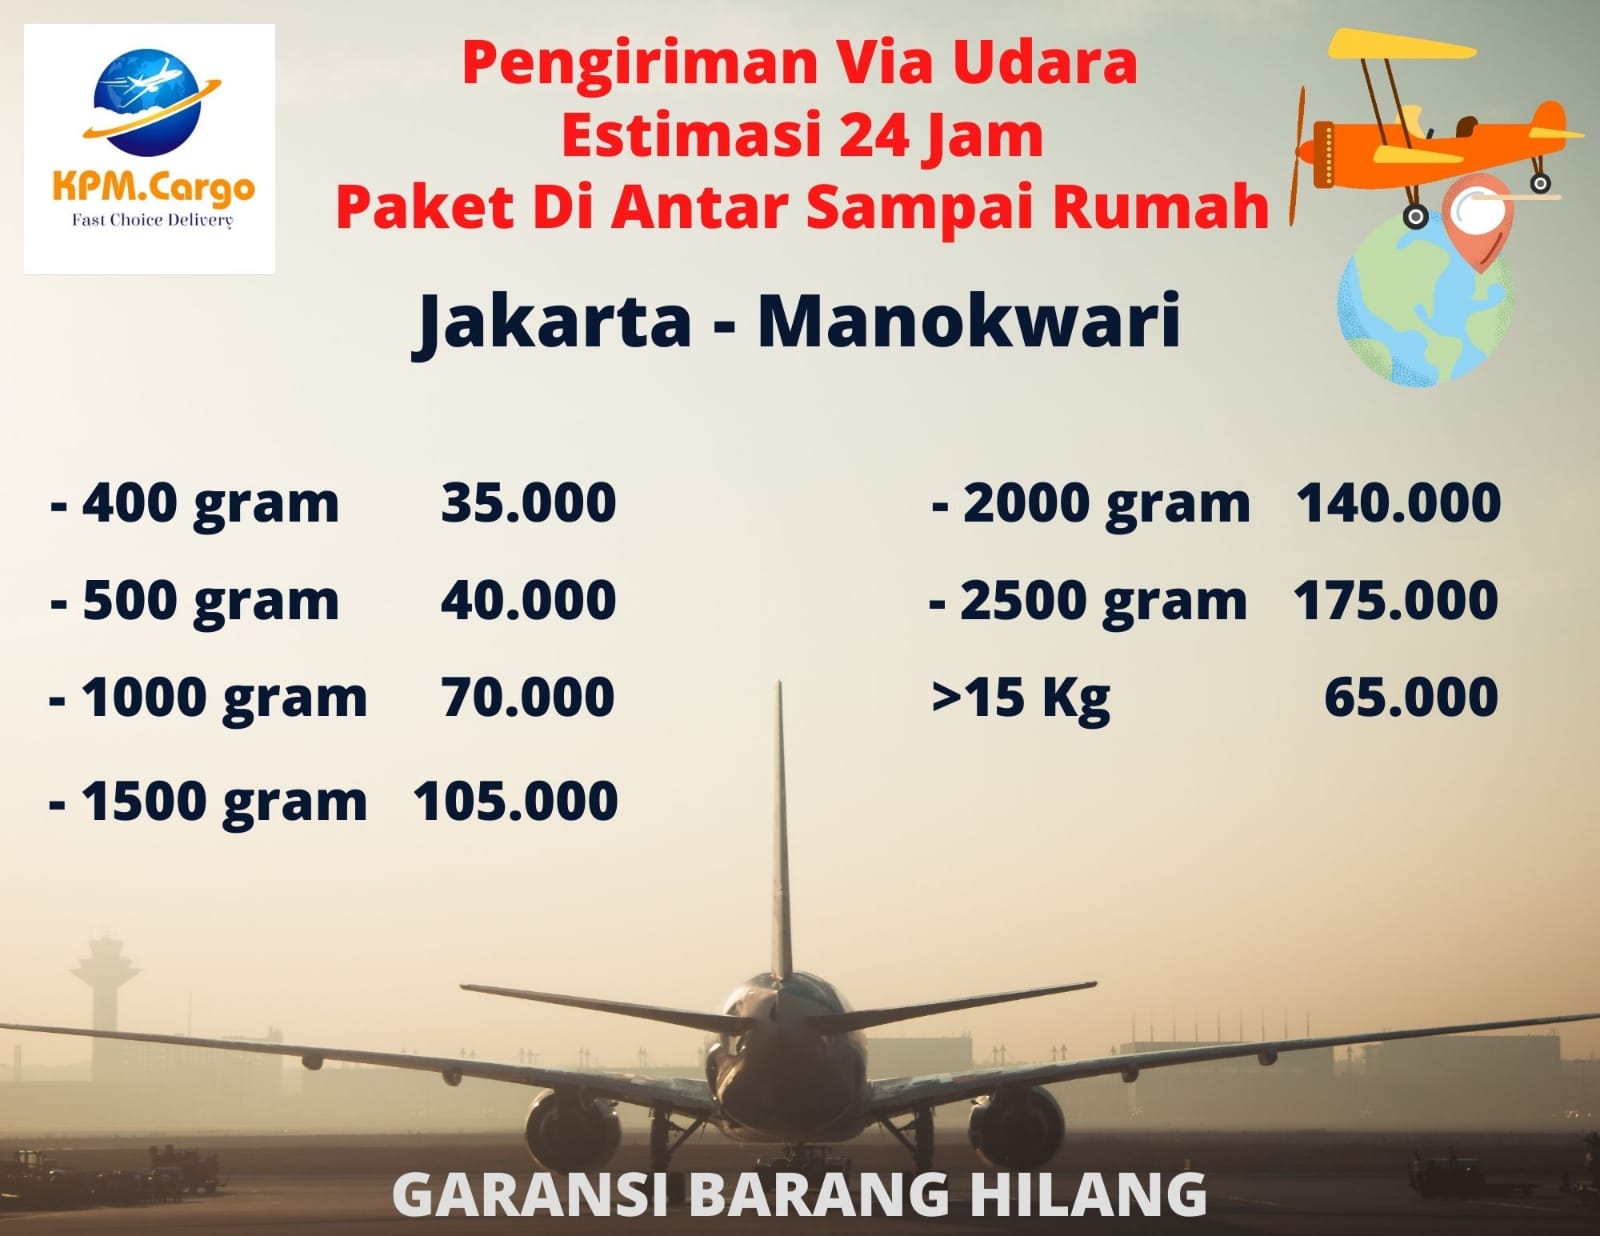 KPM.Cargo
Fast Choice Delivery
Pengiriman Via Udara
Estimasi 24 Jam
Paket Di Antar Sampai Rumah
Jakarta - Manokwari
- 400 gram 35.000
- 500 gram 40.000
- 1000 gram 70.000
- 1500 gram 105.000
- 2000 gram 140.000
- 2500 gram 175.000
>15 Kg 65.000
GARANSI BARANG HILANG